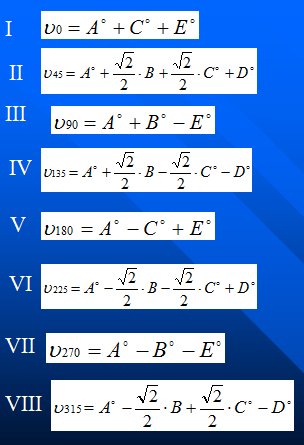 I υ₀ = A° + C° + E°
II υ₄₅ = A° + √2/2 · B + √2/2 · C° + D°
III υ₉₀ = A° + B° − E°
IV υ₁₃₅ = A° + √2/2 · B − √2/2 · C° − D°
V υ₁₈₀ = A° − C° + E°
VI υ₂₂₅ = A° − √2/2 · B − √2/2 · C° + D°
VII υ₂₇₀ = A° − B° − E°
VIII υ₃₁₅ = A° − √2/2 · B + √2/2 · C° − D°